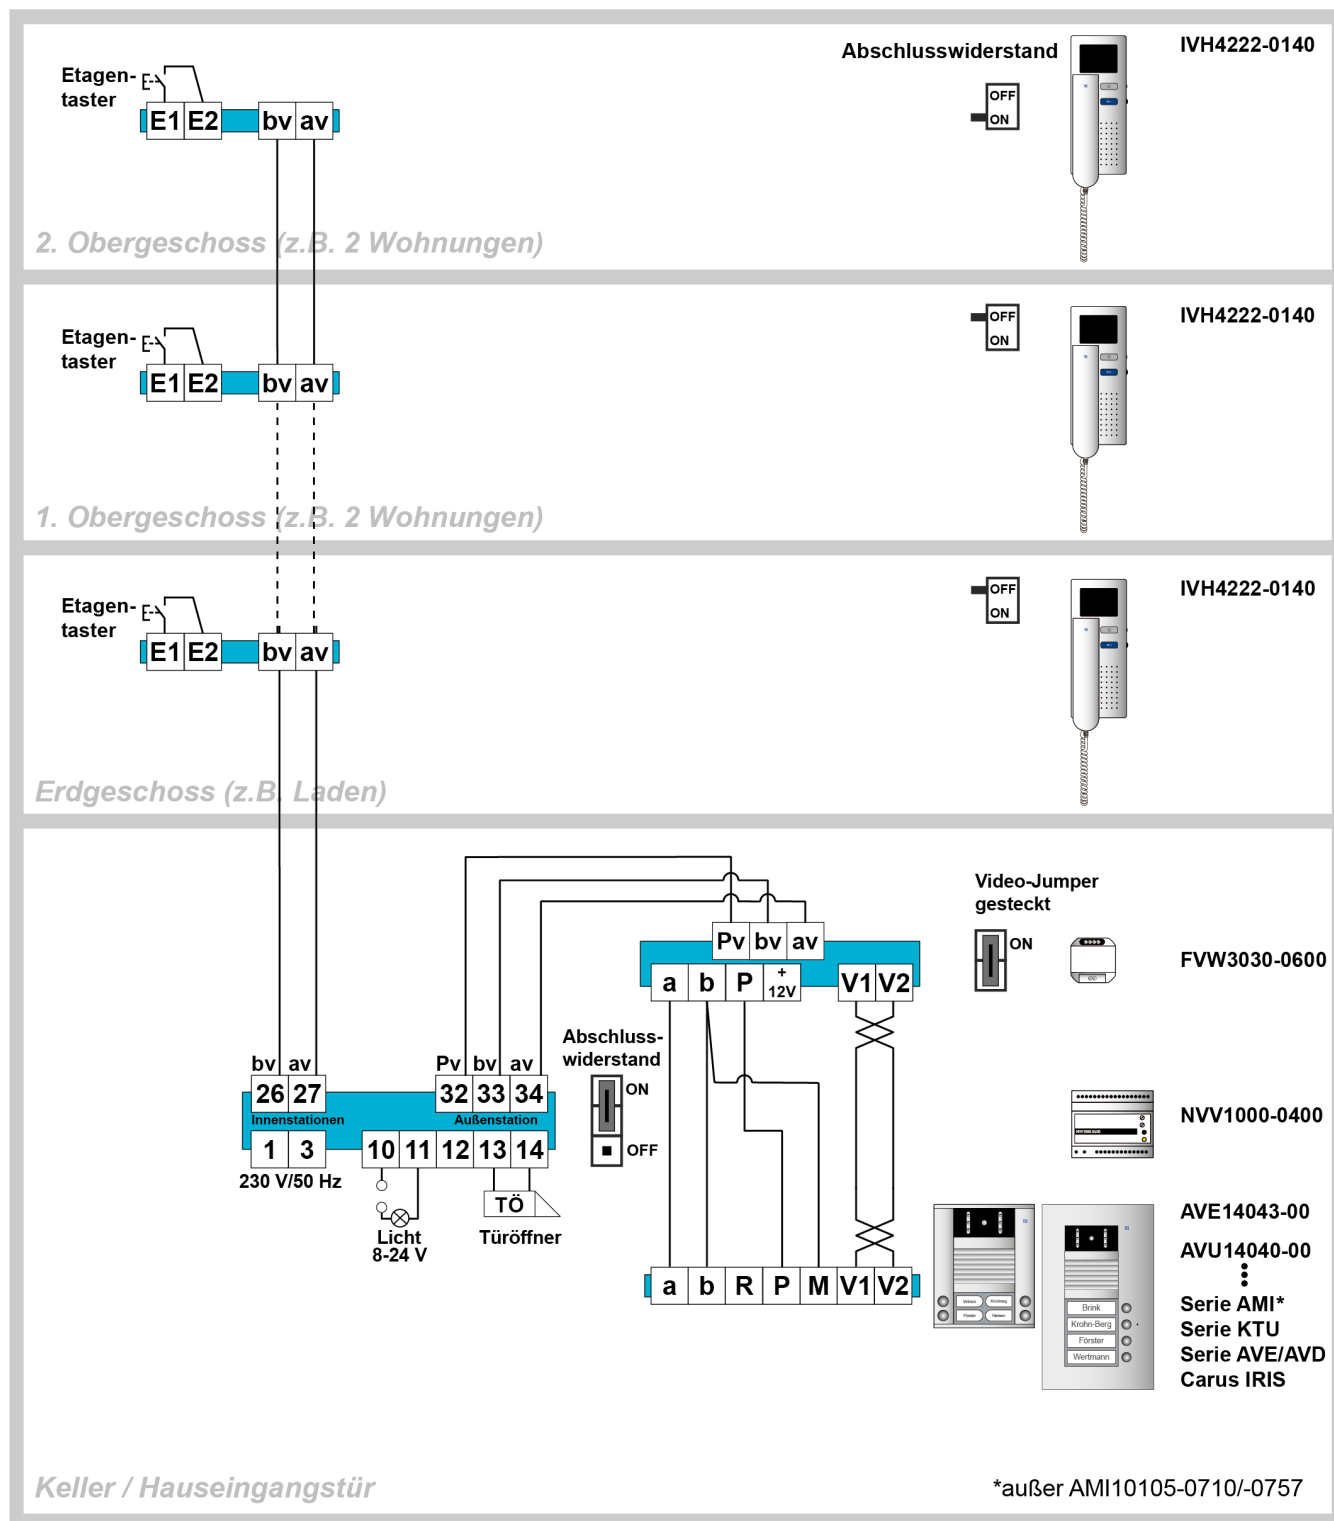 Abschlusswiderstand
IVH4222-0140
Etagen-
taster
OFF
ON
E1 E2 bv av
2. Obergeschoss (z.B. 2 Wohnungen)
IVH4222-0140
Etagen-
taster
OFF
ON
E1 E2 bv av
1. Obergeschoss (z.B. 2 Wohnungen)
IVH4222-0140
Etagen-
taster
OFF
ON
E1 E2 bv av
Erdgeschoss (z.B. Laden)
Video-Jumper
gesteckt
ON
FVW3030-0600
Pv bv av
a b P + 12V V1 V2
Abschluss-
widerstand
ON
OFF
bv av Pv bv av
26 27 32 33 34
Innenstationen Außenstation
1 3 10 11 12 13 14
230 V/50 Hz
TÖ
Licht
8-24 V
Türöffner
NVV1000-0400
a b R P M V1 V2
Brink
Krohn-Berg
Förster
Wertmann
AVE14043-00
AVU14040-00
Serie AMI*
Serie KTU
Serie AVE/AVD
Carus IRIS
Keller / Hauseingangstür
*außer AMI10105-0710/-0757